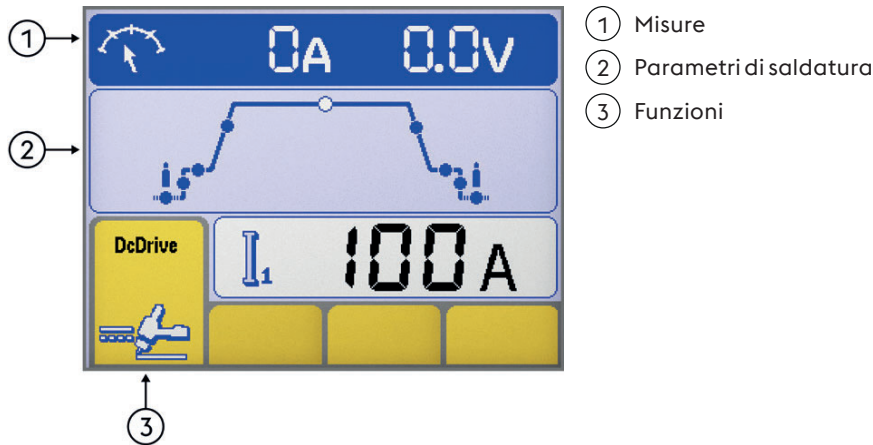 1
0A 0.0V
1 Misure
2 Parametri di saldatura
3 Funzioni
2
DcDrive
I1 100A
3